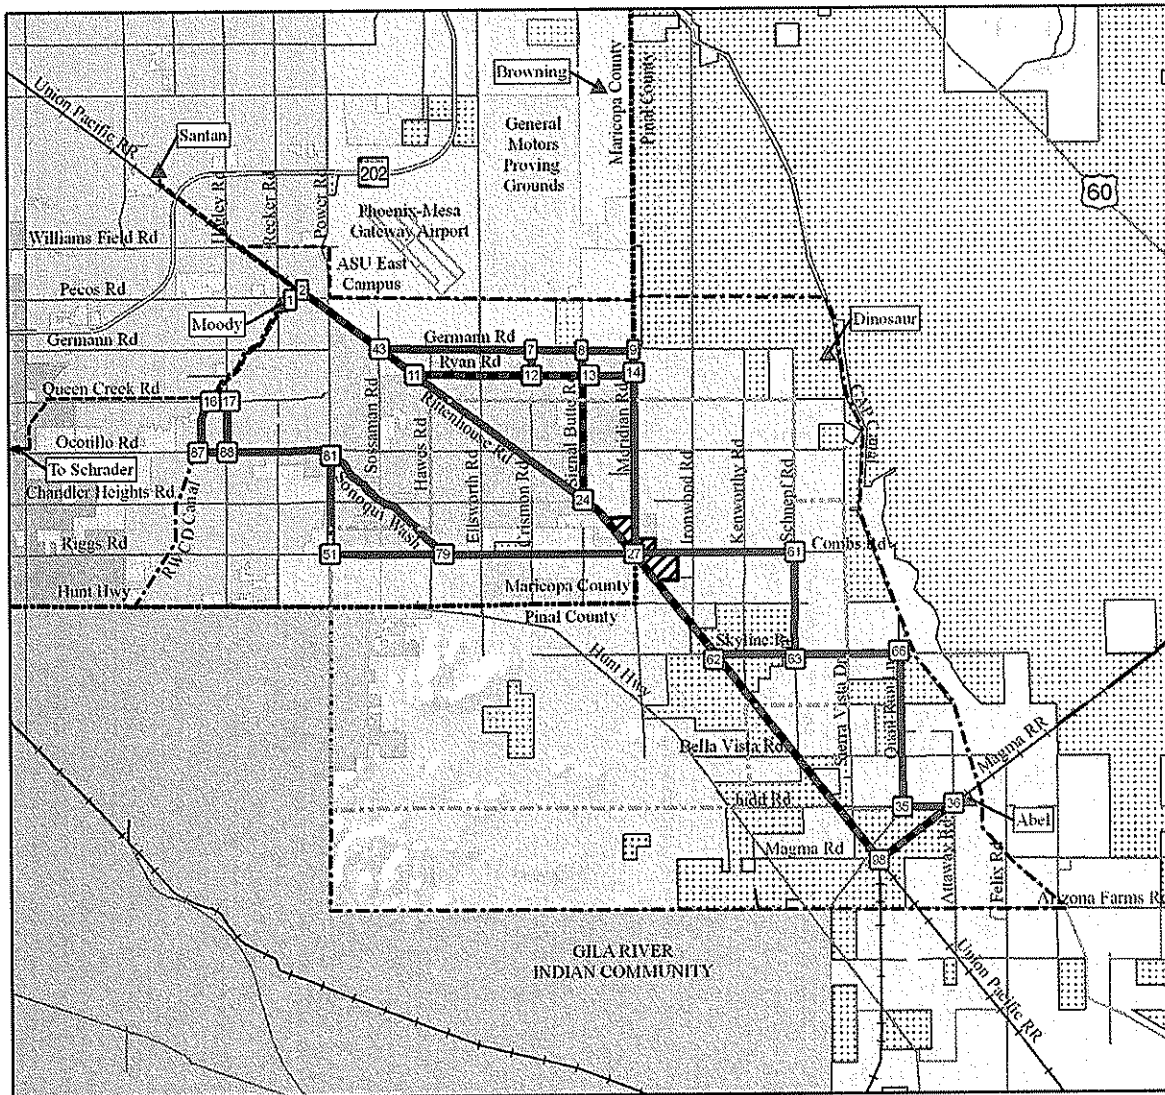 Browning
Maricopa County
Pinal County
Union Pacific RR
Santan
General
Motors
Proving
Grounds
202
60
Higley Rd
Recker Rd
Power Rd
Phoenix-Mesa
Gateway Airport
Williams Field Rd
ASU East
Campus
Pecos Rd
2
1
Moody
Dinosaur
Germann Rd
43
Germann Rd
7
8
9
Ryan Rd
11
12
13
14
Queen Creek Rd
16
17
Sossaman Rd
Rittenhouse Rd
Signal Butte Rd
Meridian Rd
CAP Canal
Ocotillo Rd
87
88
81
To Schrader
Hawes Rd
Ellsworth Rd
Crismon Rd
Ironwood Rd
Kenworthy Rd
Schnepf Rd
Chandler Heights Rd
RWCD Canal
Sonoqui Wash
24
Riggs Rd
51
79
27
61
Combs Rd
Hunt Hwy
Maricopa County
Pinal County
Skyline Rd
62
63
66
Hunt Hwy
Sierra Vista Dr
Quail Run Ln
Bella Vista Rd
Magma RR
Judd Rd
35
36
Abel
Magma Rd
68
Attaway Rd
Felix Rd
Arizona Farms Rd
GILA RIVER
INDIAN COMMUNITY
Union Pacific RR